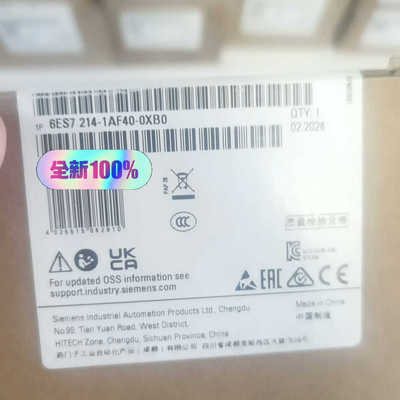 1P 6ES7 214-1AF40-0XB0
QTY: 1
02.2026
全新100%
UK
CA
For updated OSS information see
support.industry.siemens.com
EAC
Made in China
中国制造
Siemens Industrial Automation Products Ltd., Chengdu
No.99, Tian Yuan Road, West District,
HITECH Zone, Chengdu, Sichuan Province, China